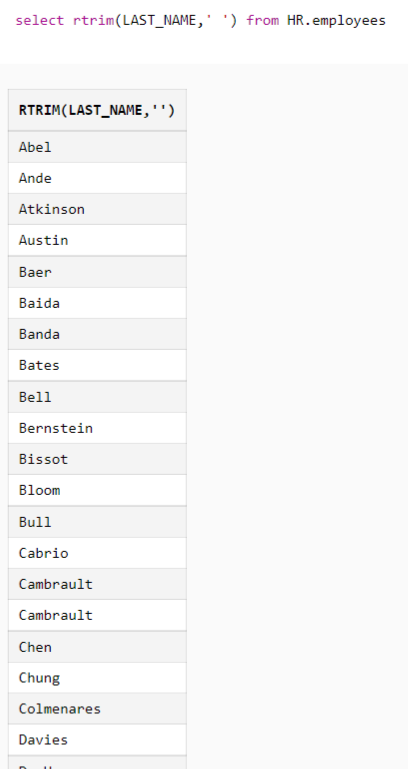 select rtrim(LAST_NAME,' ') from HR.employees
RTRIM(LAST_NAME,'')
Abel
Ande
Atkinson
Austin
Baer
Baida
Banda
Bates
Bell
Bernstein
Bissot
Bloom
Bull
Cabrio
Cambrault
Cambrault
Chen
Chung
Colmenares
Davies